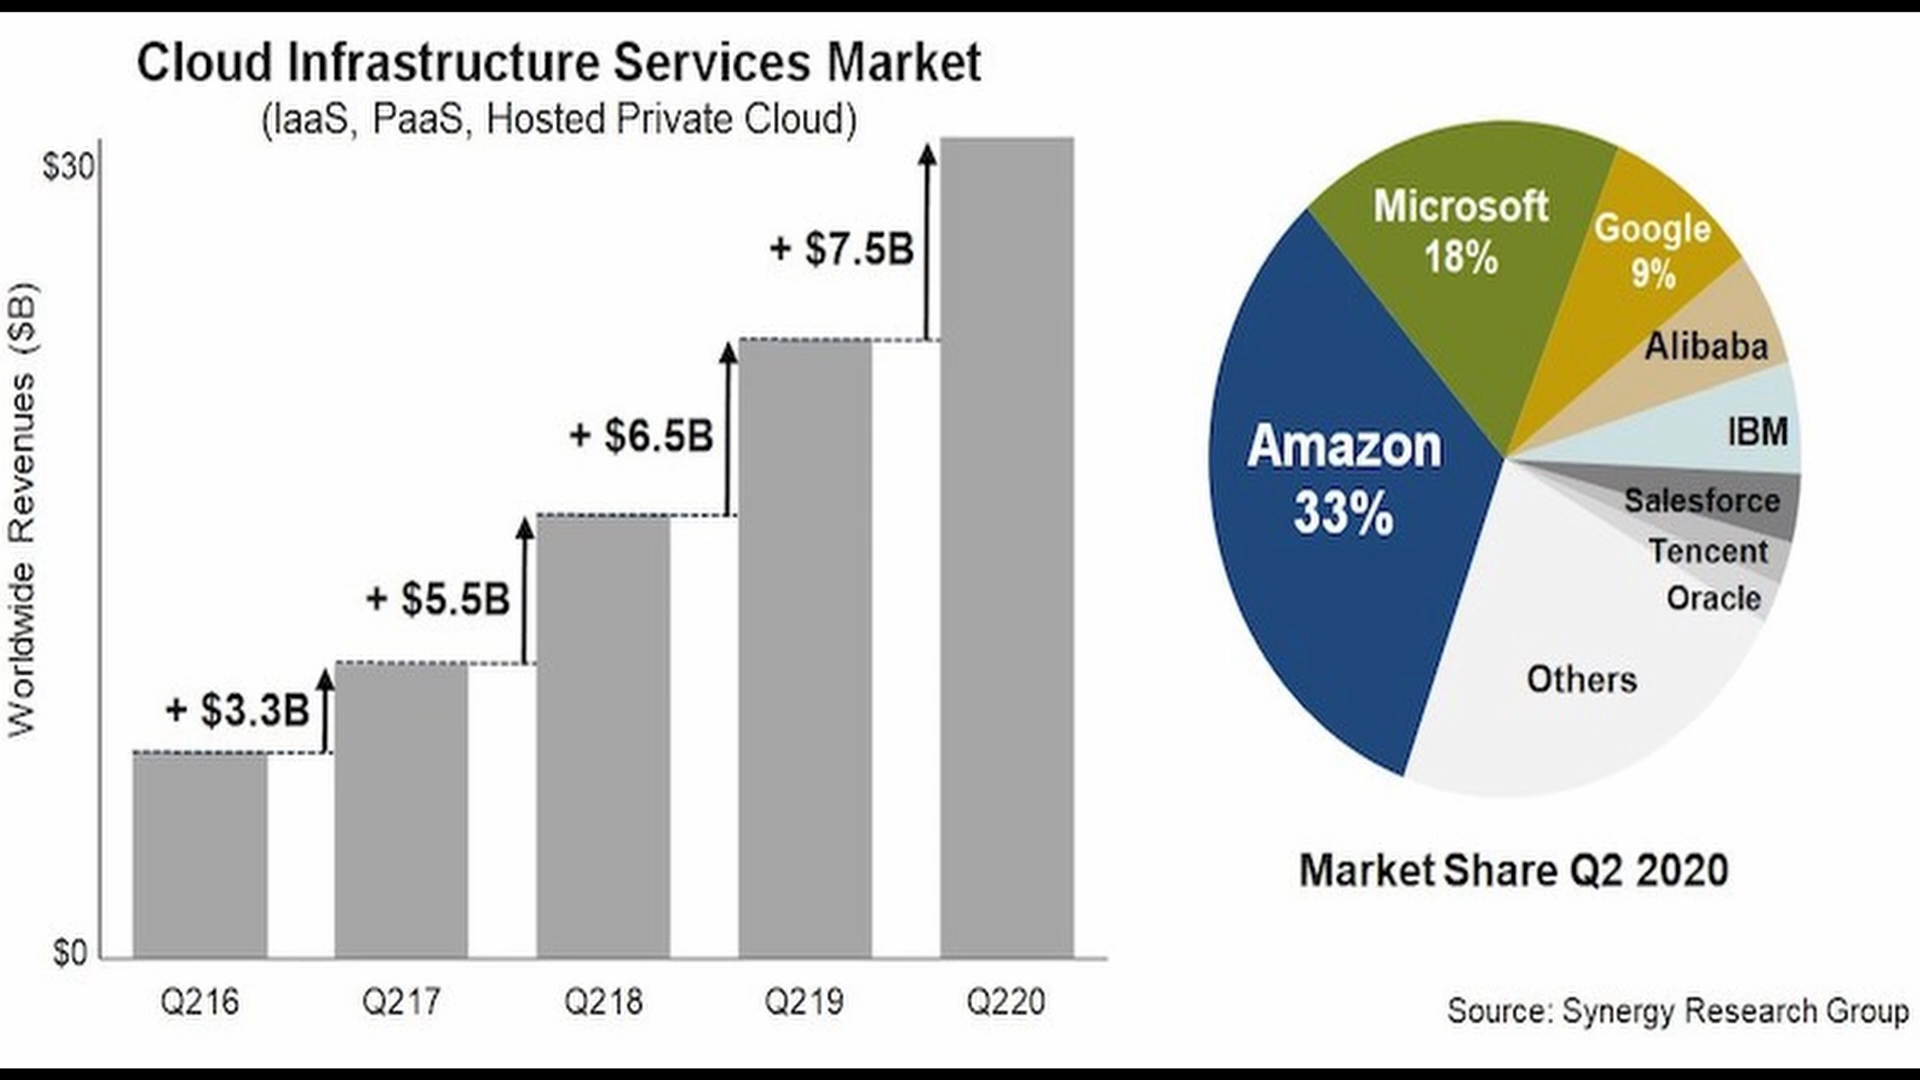 Cloud Infrastructure Services Market
(IaaS, PaaS, Hosted Private Cloud)
$30
Worldwide Revenues ($B)
$0
+ $3.3B
+ $5.5B
+ $6.5B
+ $7.5B
Q216
Q217
Q218
Q219
Q220
Microsoft
18%
Google
9%
Alibaba
IBM
Amazon
33%
Salesforce
Tencent
Oracle
Others
Market Share Q2 2020
Source: Synergy Research Group